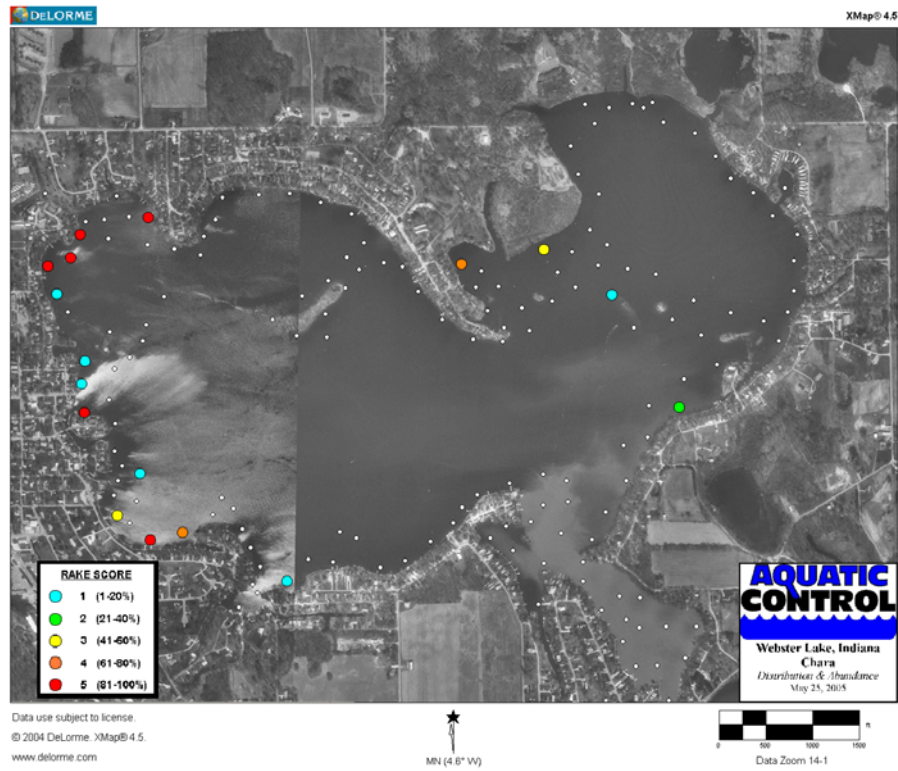 DELORME
XMap® 4.5
RAKE SCORE
1 (1-20%)
2 (21-40%)
3 (41-60%)
4 (61-80%)
5 (81-100%)
AQUATIC
CONTROL
Webster Lake, Indiana
Chara
Distribution & Abundance
May 25, 2005
Data use subject to license.
© 2004 DeLorme. XMap® 4.5.
www.delorme.com
MN (4.6° W)
ft
0 500 1000 1500
Data Zoom 14-1